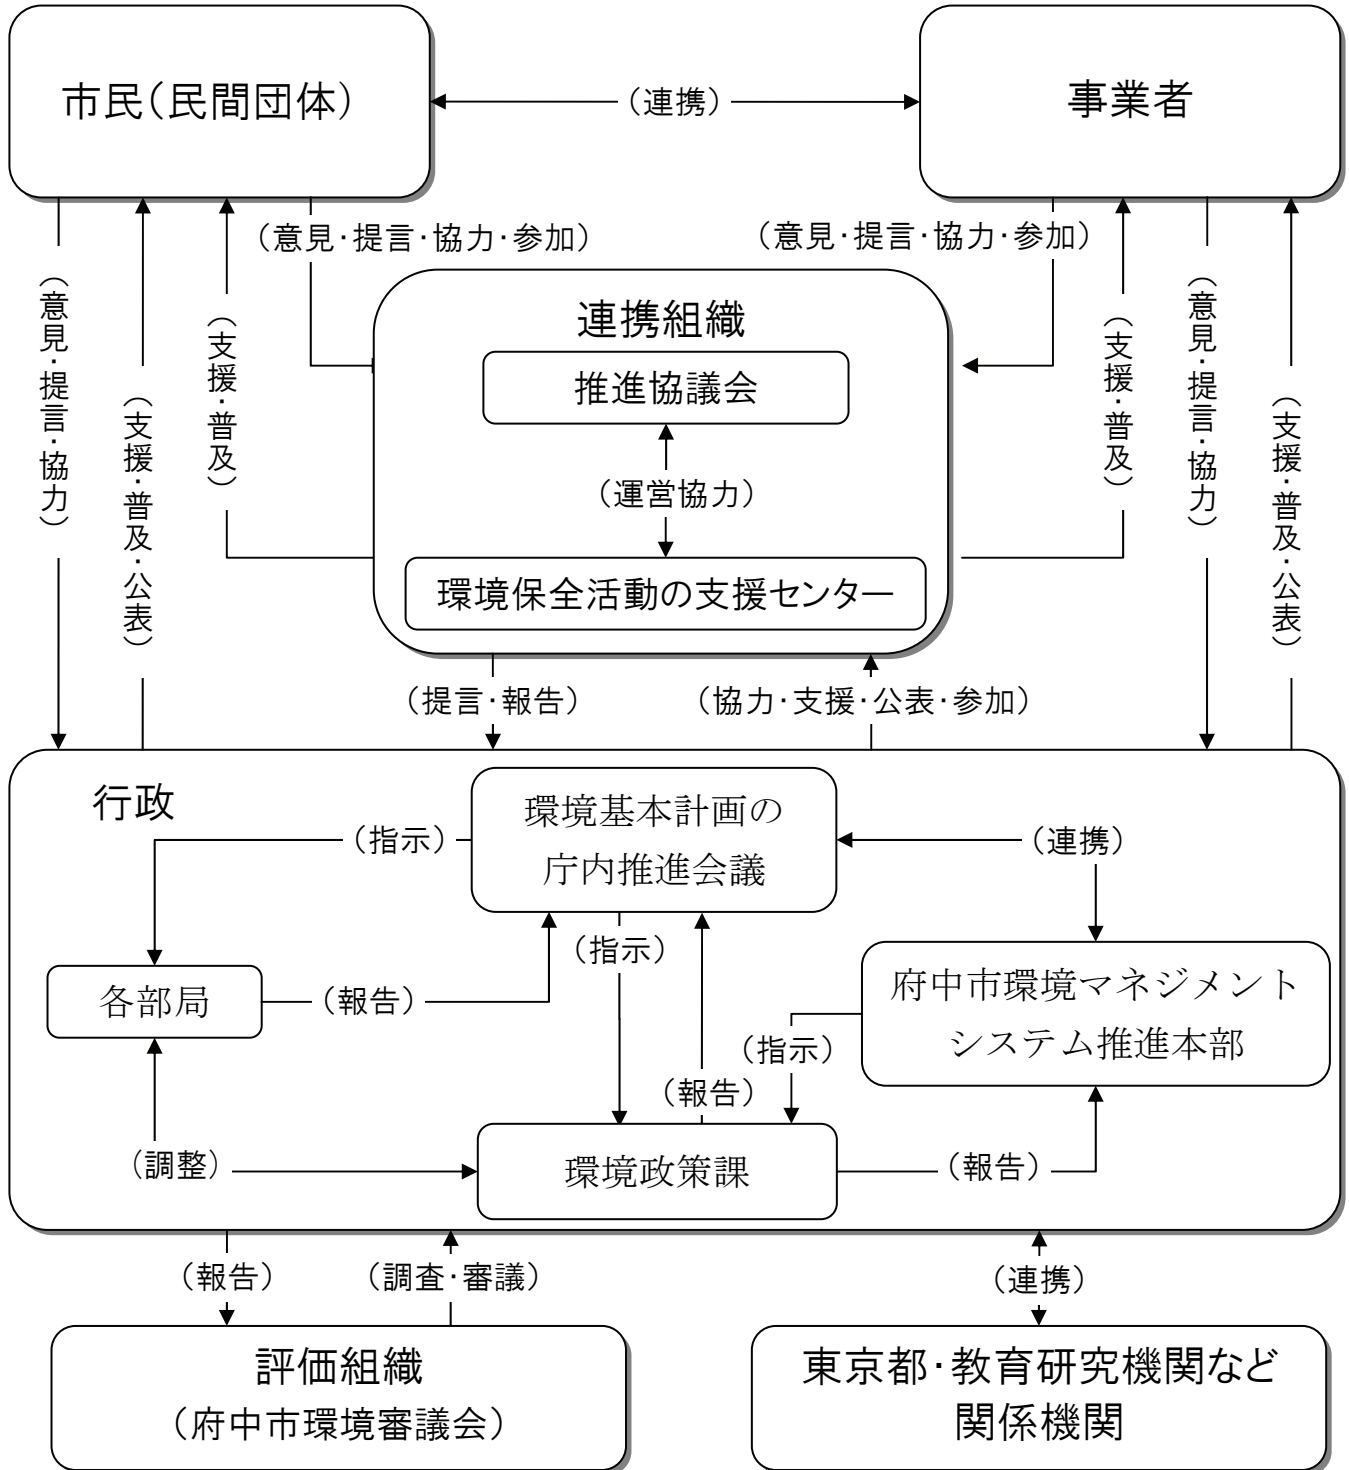 市民（民間団体）
（連携）
事業者
（意見・提言・協力・参加）
（意見・提言・協力・参加）
（意見・提言・協力）
（支援・普及・公表）
（支援・普及）
連携組織
推進協議会
（運営協力）
環境保全活動の支援センター
（支援・普及）
（意見・提言・協力）
（支援・普及・公表）
（提言・報告）
（協力・支援・公表・参加）
行政
環境基本計画の
庁内推進会議
（指示）
（連携）
（指示）
各部局
（報告）
府中市環境マネジメント
システム推進本部
（指示）
（報告）
（調整）
環境政策課
（報告）
（報告）
（調査・審議）
（連携）
評価組織
（府中市環境審議会）
東京都・教育研究機関など
関係機関